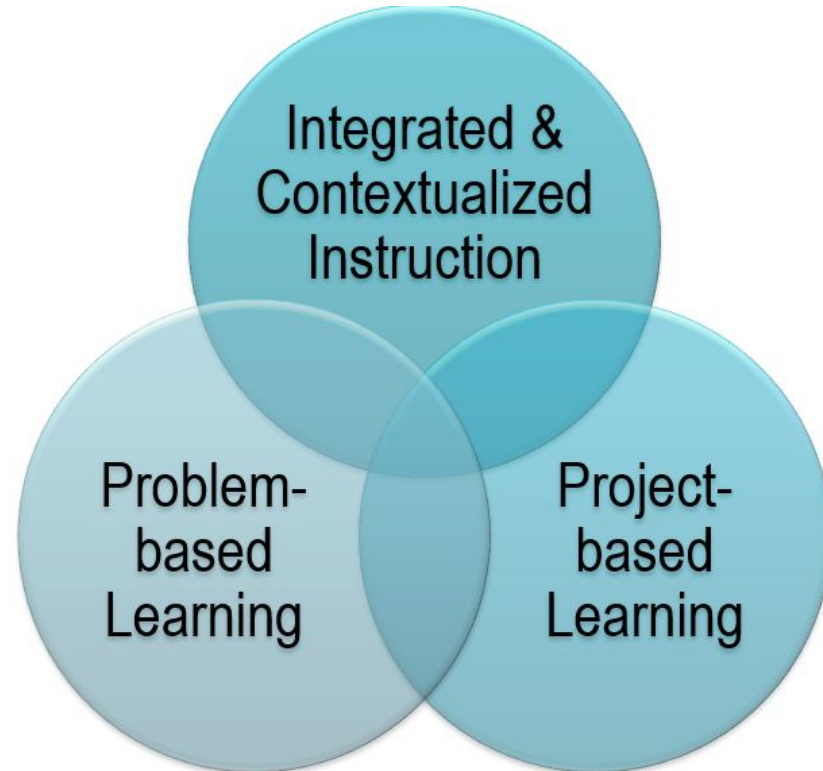 Integrated &
Contextualized
Instruction
Problem-
based
Learning
Project-
based
Learning